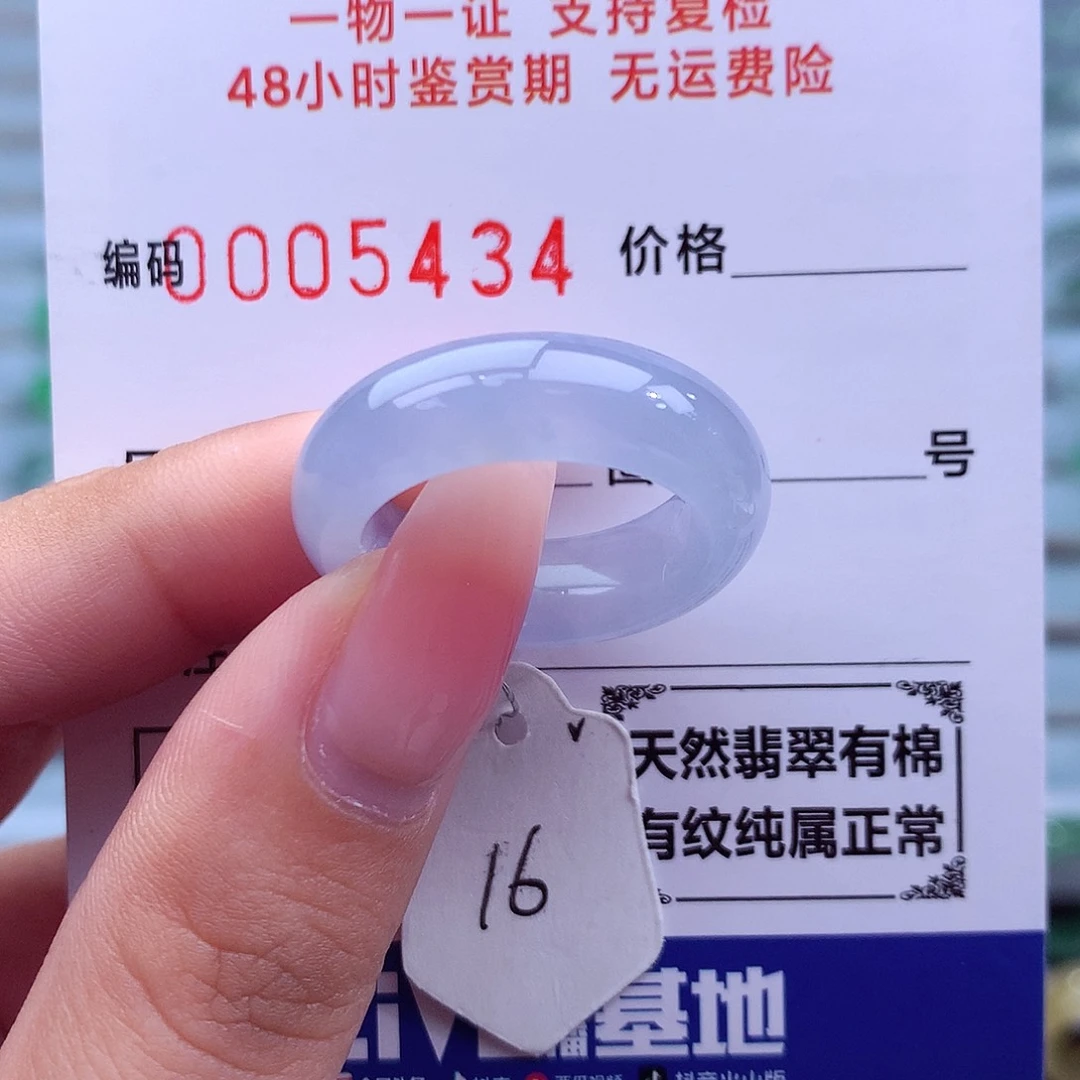 一物一证 支持复检
48小时鉴赏期 无运费险
编码0005434 价格
号
天然翡翠有棉
有纹纯属正常
16
LiVE 基地